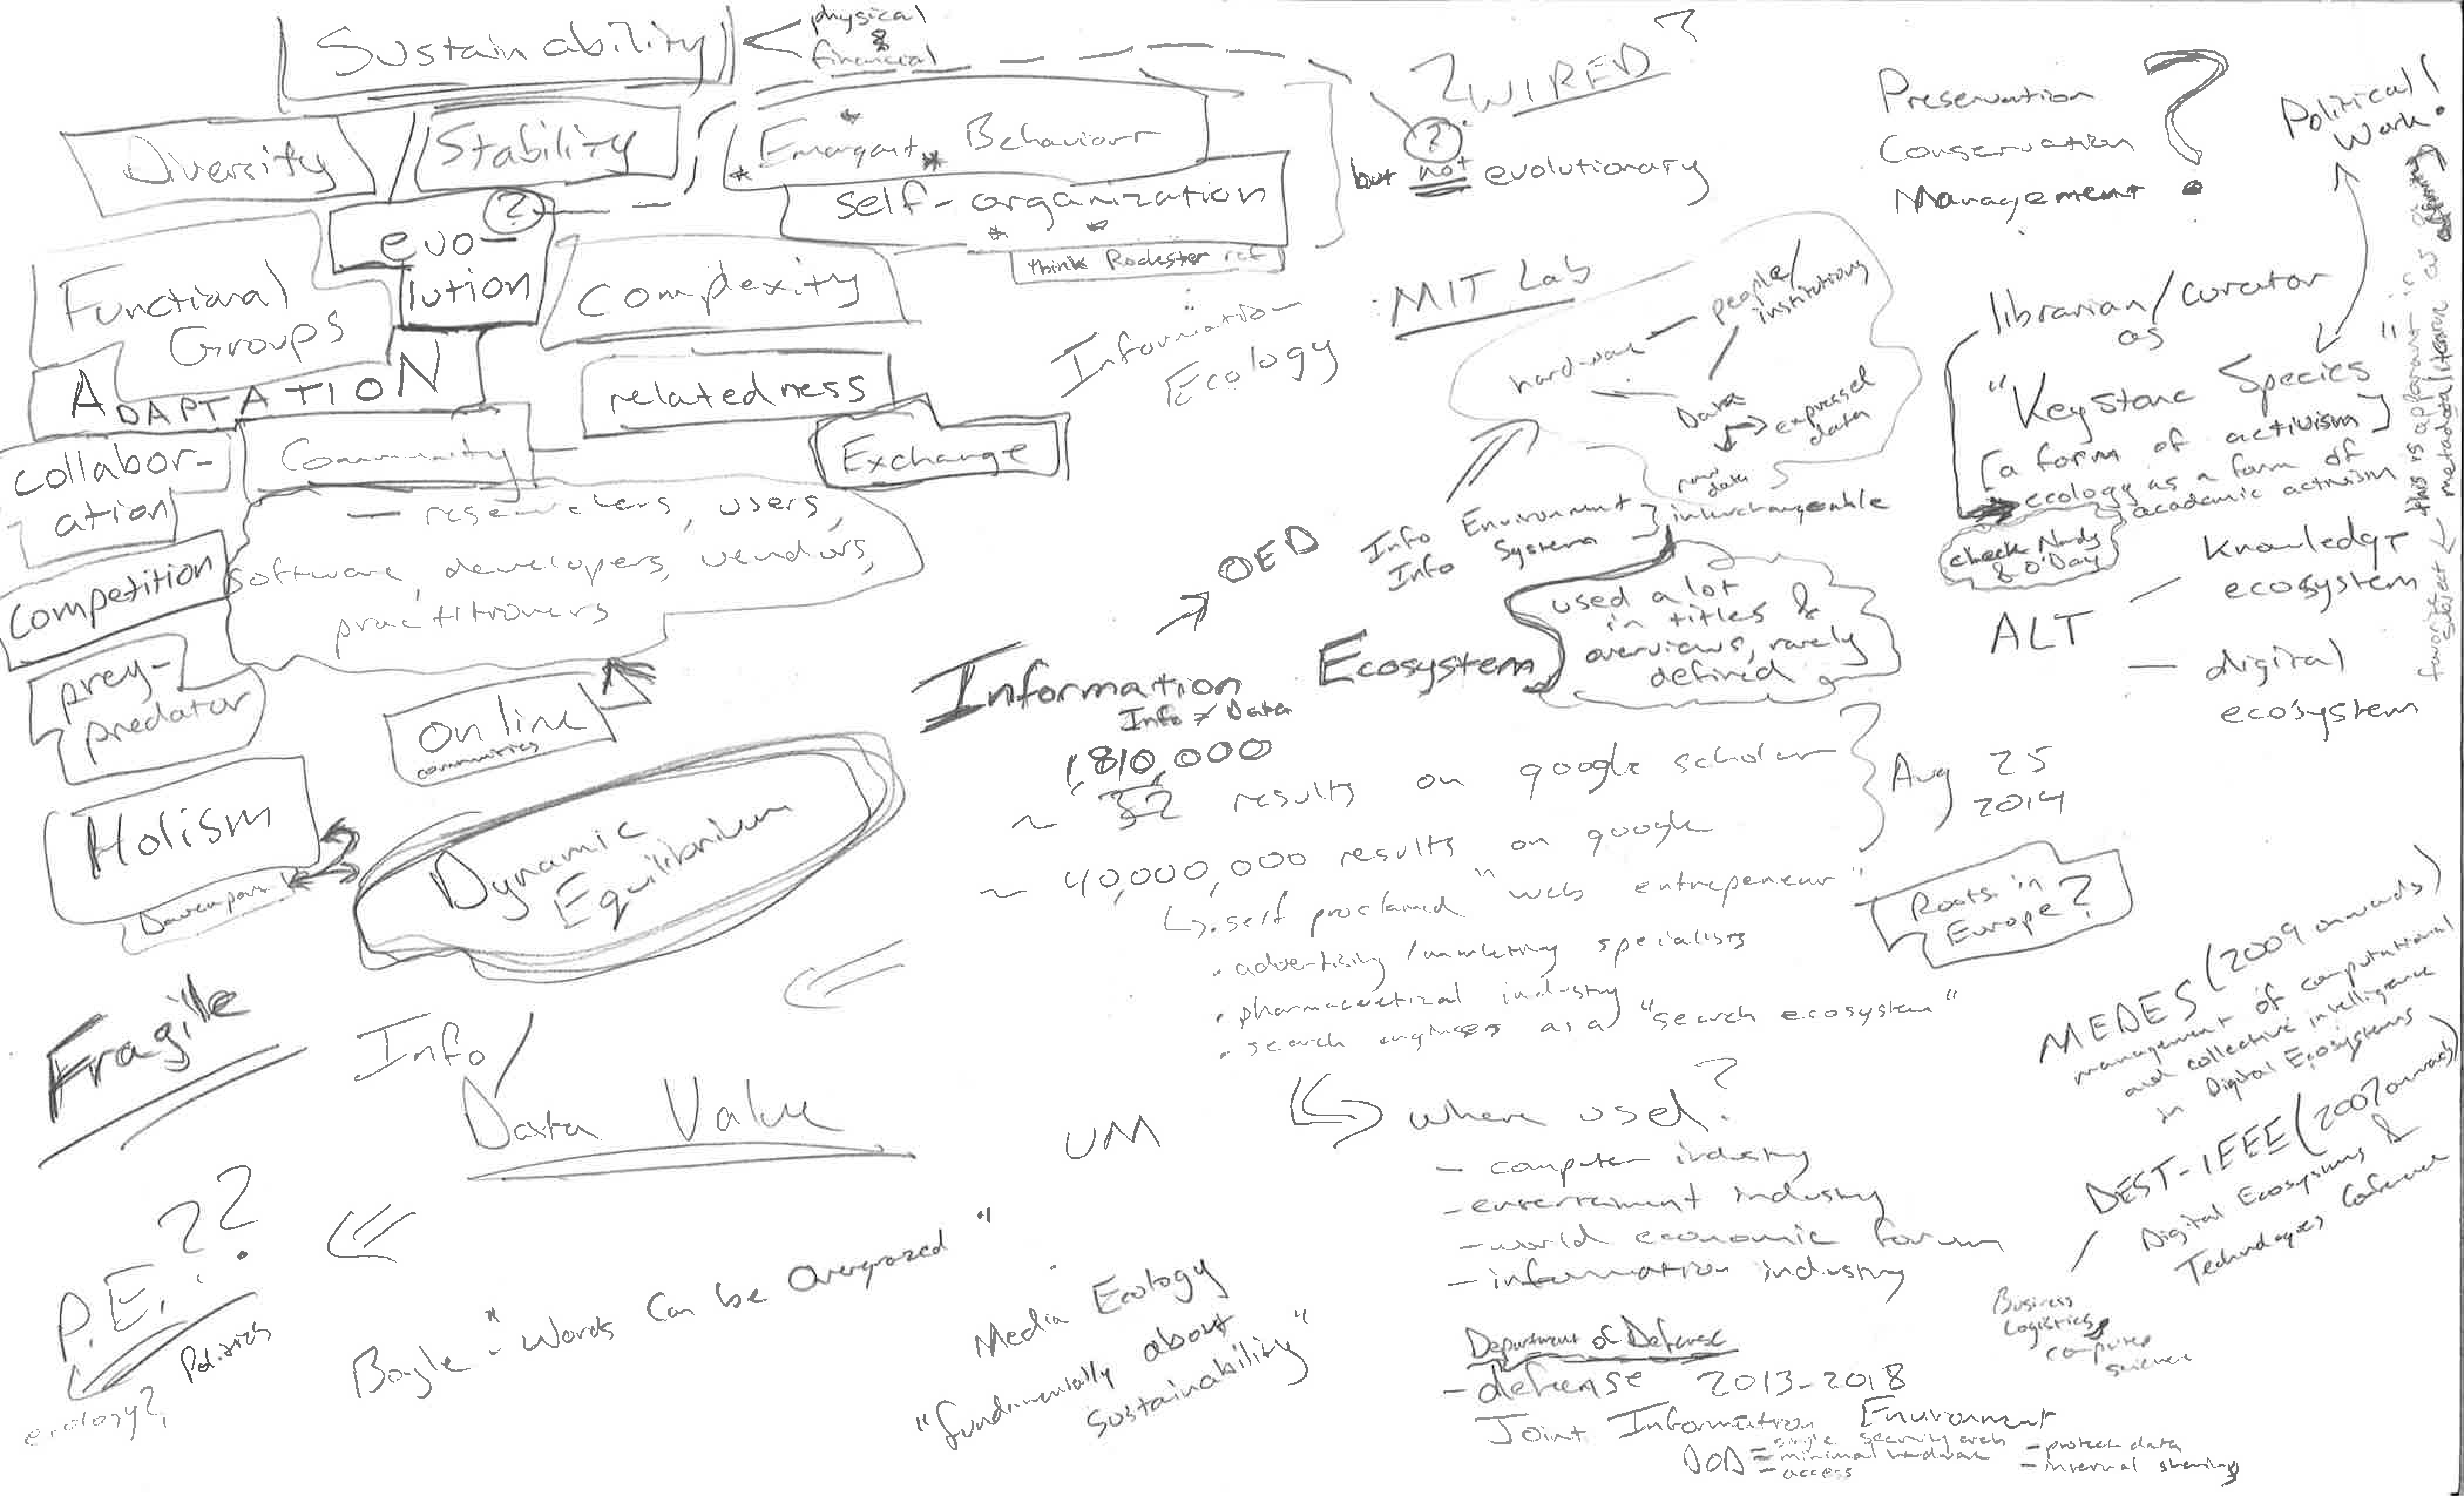 Sustainability
physical
&
financial
Diversity
Stability
Emergent Behaviour
self-organization
think Rochester ref
evo-
lution
?
Functional
Groups
Complexity
ADAPTATION
relatedness
collabor-
ation
Community
Exchange
— researchers, users,
software, developers, vendors,
practitioners
Competition
prey-
predator
online
communities
Holism
Davenport
Dynamic
Equilibrium
Fragile
Info/
Data Value
P.E.??
Politics
ecology?
Boyle - "Words Can be Overgrazed"
Media Ecology
"fundamentally about
sustainability"
UM
Information
Ecology
? WIRED?
?
but not evolutionary
MIT Lab
people/
institutions
hardware
Data
expressed
data
raw
data
Info Environment
Info System
interchangeable
OED
Information Ecosystem
Info ≠ Data
used a lot
in titles &
overviews, rarely
defined
1,810,000
~ 32 results on google scholar
~ 40,000,000 results on google
Aug 25
2014
self proclamed "web entrepeneur"
• advertising/marketing specialists
• pharmaceutical industry
• search engines as a "search ecosystem"
where used?
- computer industry
- entertainment industry
- world economic forum
- information industry
Department of Defense
- defense 2013-2018
Joint Information Environment
DOD = single security arch
- minimal hardware
- access
- protect data
- internal sharing
Preservation
Conservation
Management
?
Political
Work!
librarian/curator
as
"Keystone Species"
[a form of activism]
ecology as a form of
academic activism
check Nardy
& O'Day
this is apparent in
metadata
favorite
subject
ALT
— Knowledge
ecosystem
— digital
ecosystem
Roots in
Europe?
MEDES (2009 onwards)
management of computational
and collective intelligence
in Digital Ecosystems
DEST-IEEE (2007 onwards)
Digital Ecosystems &
Technologies Conference
Business
Logistics
computer
science